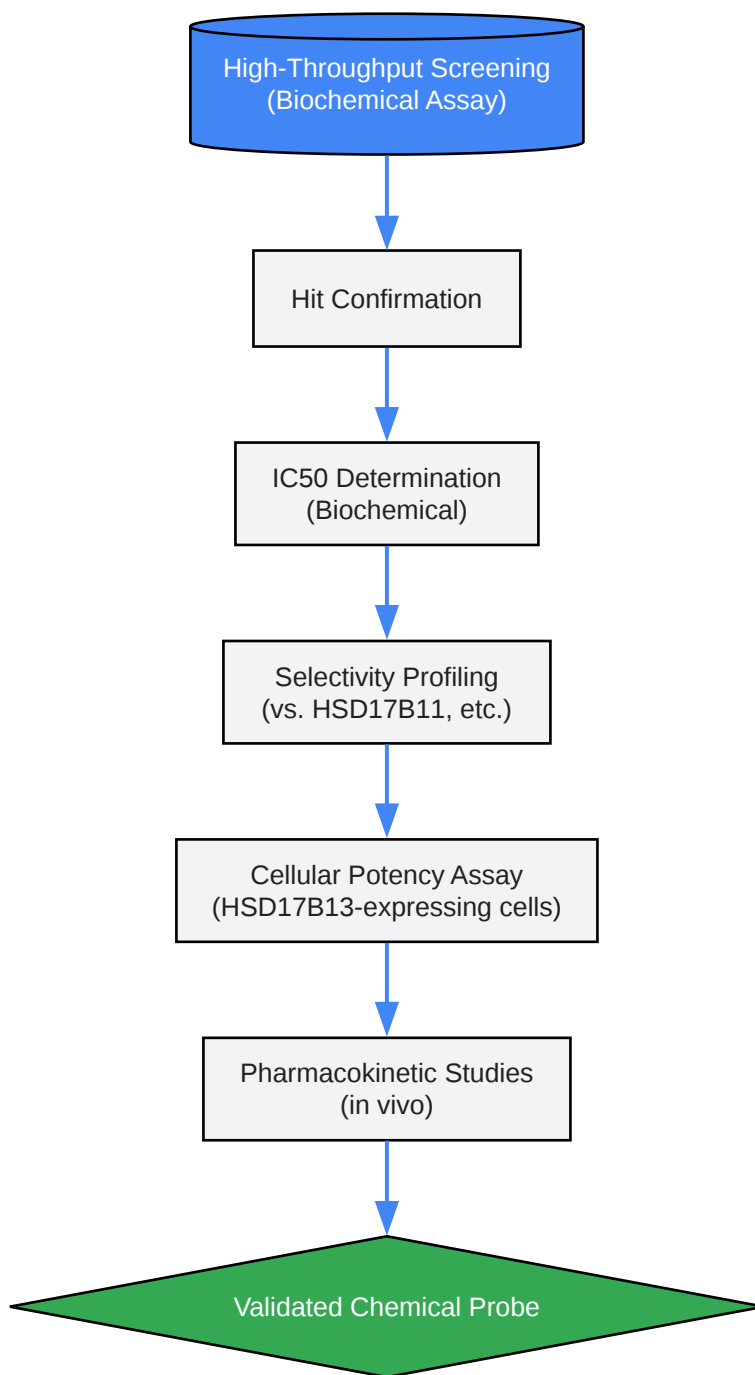 High-Throughput Screening
(Biochemical Assay)
Hit Confirmation
IC50 Determination
(Biochemical)
Selectivity Profiling
(vs. HSD17B11, etc.)
Cellular Potency Assay
(HSD17B13-expressing cells)
Pharmacokinetic Studies
(in vivo)
Validated Chemical Probe